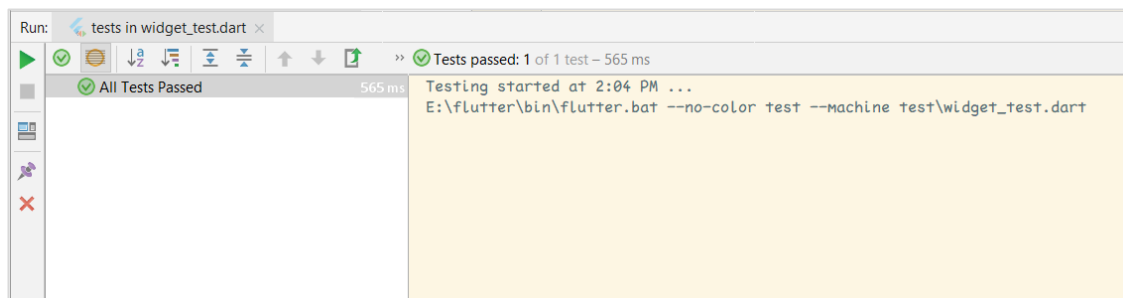 Run: tests in widget_test.dart
Tests passed: 1 of 1 test – 565 ms
All Tests Passed 565 ms
Testing started at 2:04 PM ...
E:\flutter\bin\flutter.bat --no-color test --machine test\widget_test.dart